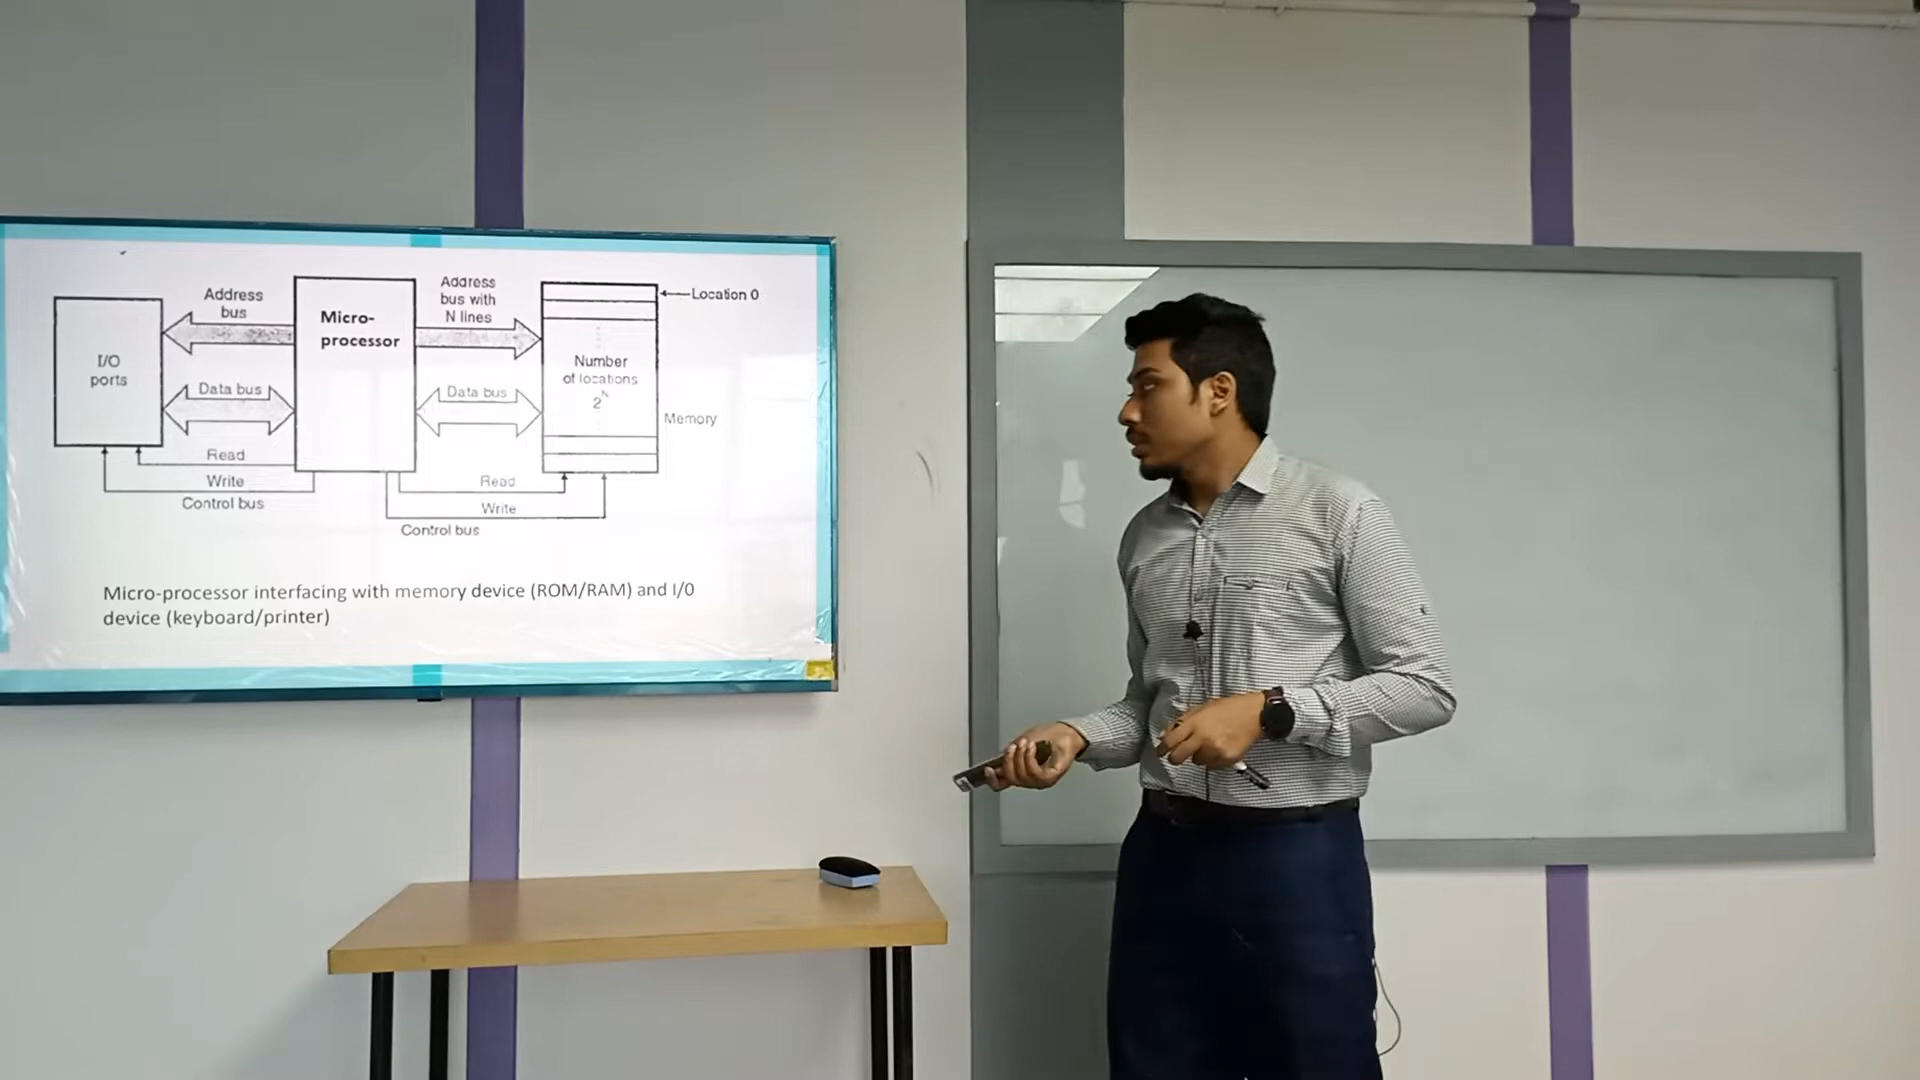 Address
bus
Address
bus with
N lines
Micro-
processor
Location 0
I/O
ports
Number
of locations
2^N
Data bus
Data bus
Memory
Read
Write
Control bus
Read
Write
Control bus
Micro-processor interfacing with memory device (ROM/RAM) and I/0
device (keyboard/printer)